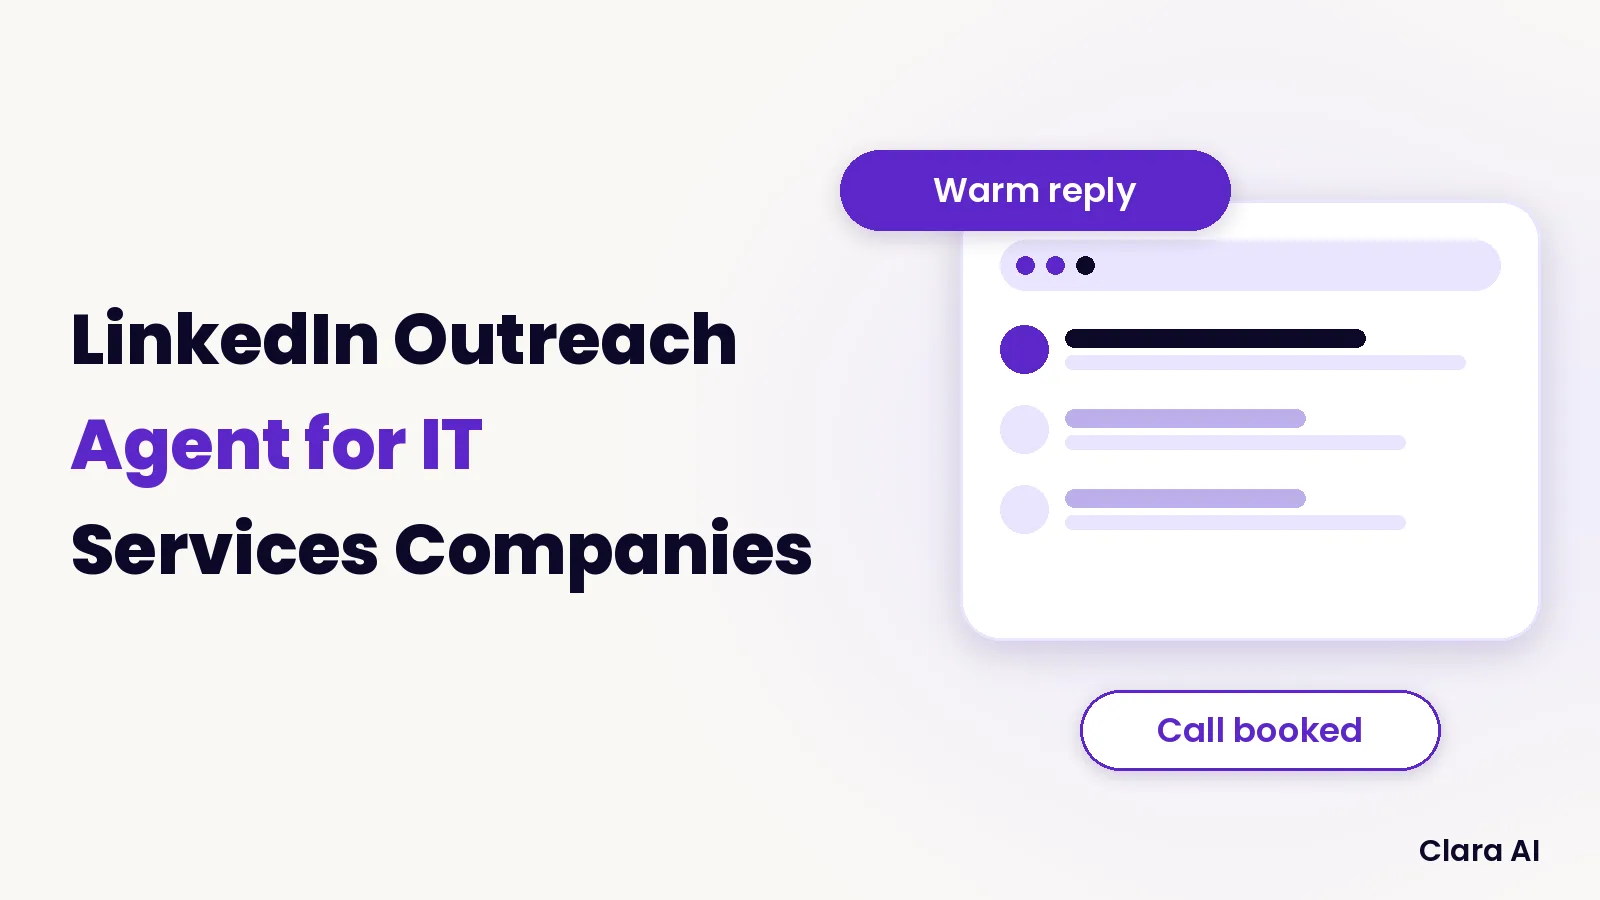 LinkedIn Outreach
Agent for IT
Services Companies
Warm reply
Call booked
Clara AI